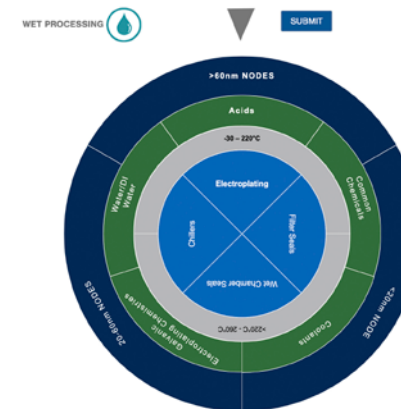 WET PROCESSING
SUBMIT
>60nm NODES
Acids
-30 – 220°C
Electroplating
Water/DI
Water
Common
Chemicals
Chillers
Filter Seals
Wet Chamber Seals
>220°C - 260°C
20-60nm NODES
<20nm NODE
Galvanic
Electroplating Chemistries
Coolants